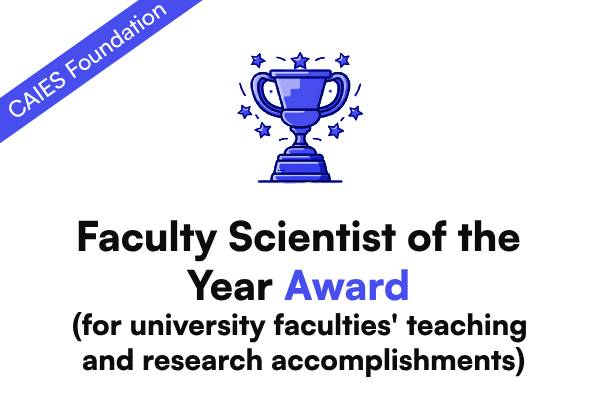 CAIES Foundation
Faculty Scientist of the
Year Award
(for university faculties' teaching
and research accomplishments)